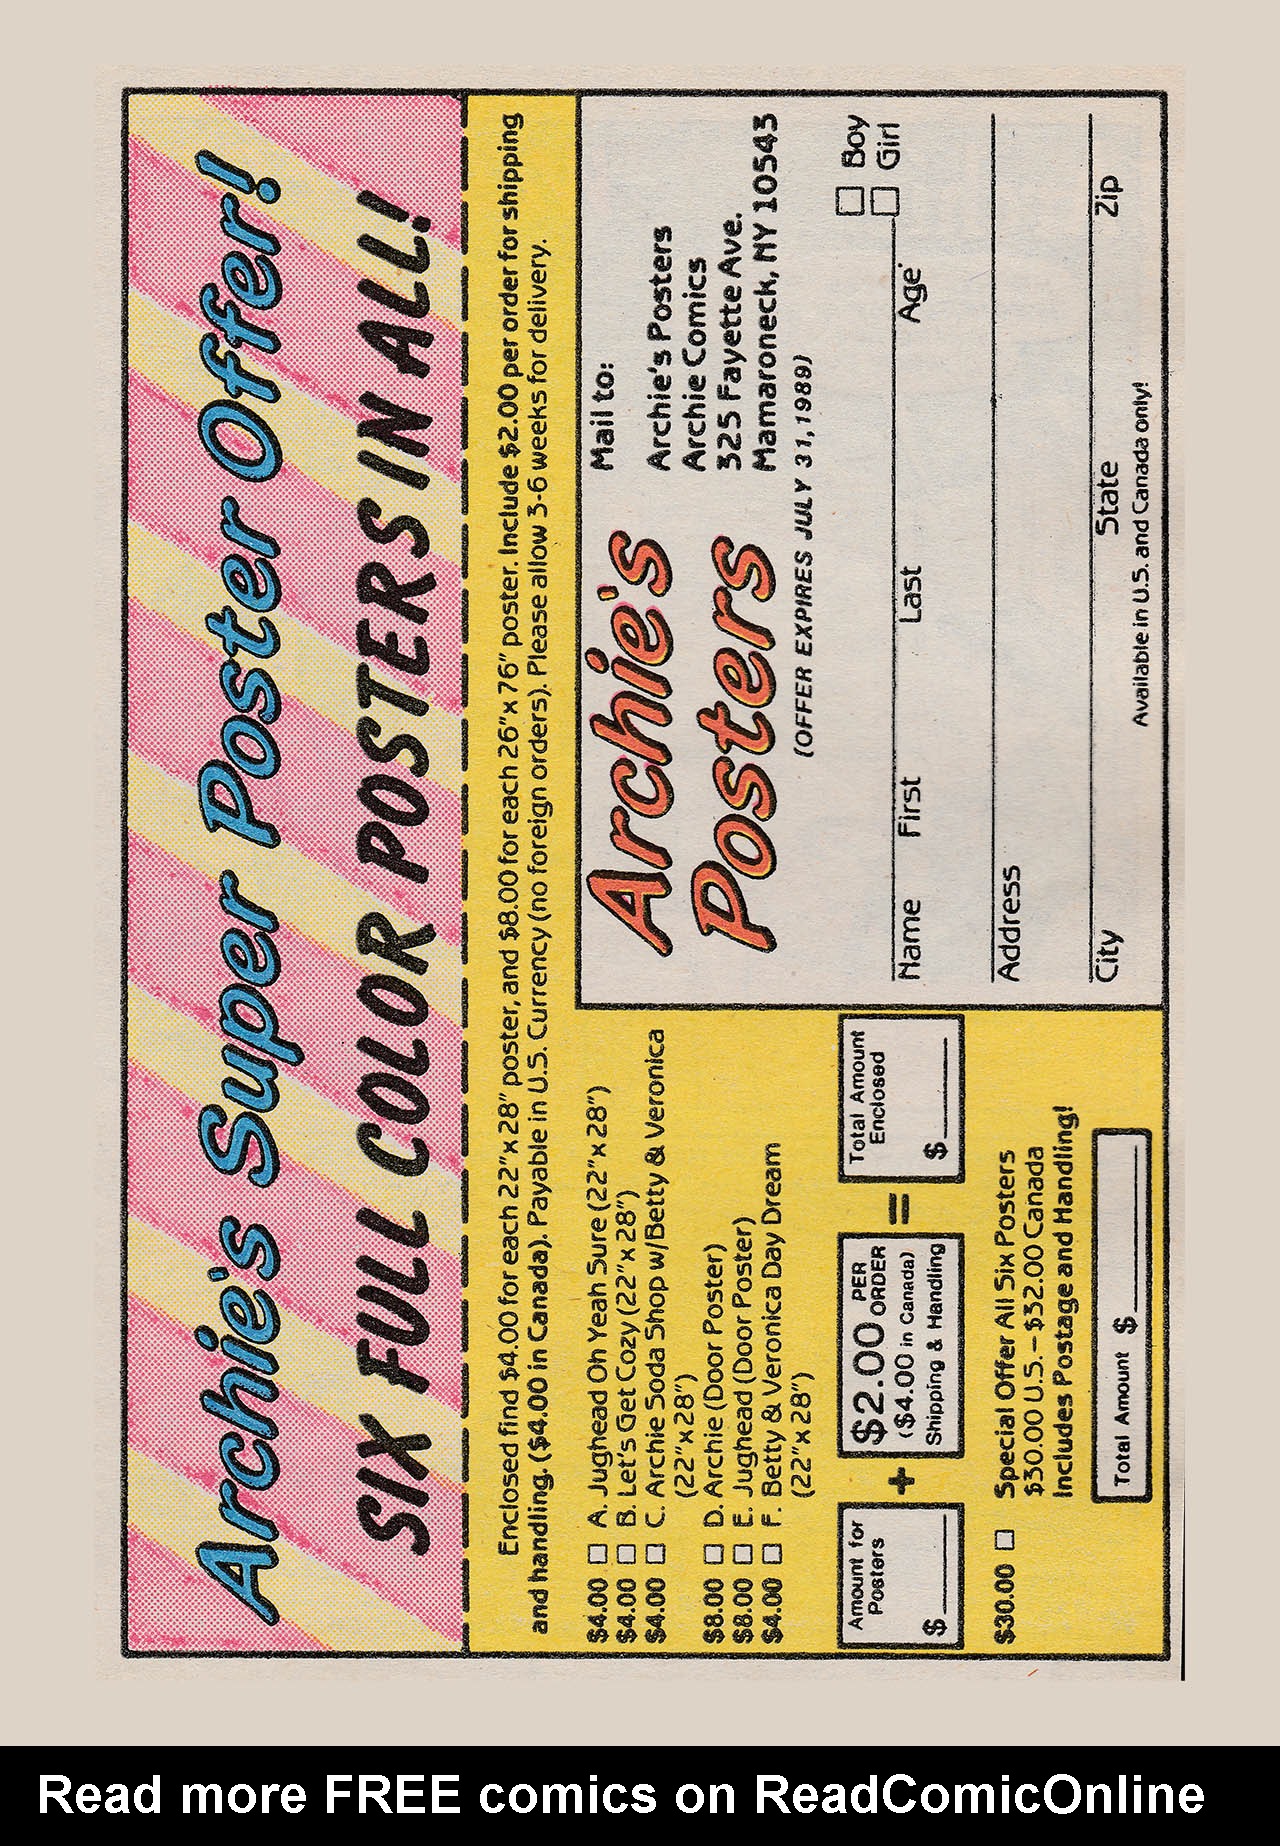 Archie's Super Poster Offer!
SIX FULL COLOR POSTERS IN ALL!
Enclosed find $4.00 for each 22"x 28" poster, and $8.00 for each 26"x 76" poster. Include $2.00 per order for shipping
and handling. ($4.00 in Canada). Payable in U.S. Currency (no foreign orders). Please allow 3-6 weeks for delivery.
$4.00 A. Jughead Oh Yeah Sure (22"x 28")
$4.00 B. Let's Get Cozy (22"x 28")
$4.00 C. Archie Soda Shop w/Betty & Veronica
(22"x 28")
$8.00 D. Archie (Door Poster)
$8.00 E. Jughead (Door Poster)
$4.00 F. Betty & Veronica Day Dream
(22"x 28")
Amount for
Posters
$
+
$2.00 PER
ORDER
($4.00 in Canada)
Shipping & Handling
=
Total Amount
Enclosed
$
$30.00 Special Offer All Six Posters
$30.00 U.S.–$32.00 Canada
Includes Postage and Handling!
Total Amount $
Archie's
Posters
Mail to:
Archie's Posters
Archie Comics
325 Fayette Ave.
Mamaroneck, NY 10543
(OFFER EXPIRES JULY 31, 1989)
Boy
Girl
Name First Last Age
Address
City State Zip
Available in U.S. and Canada only!
Read more FREE comics on ReadComicOnline